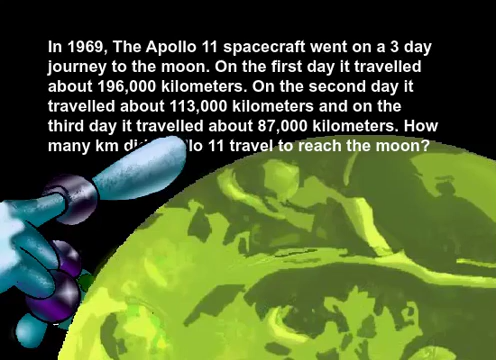 In 1969, The Apollo 11 spacecraft went on a 3 day
journey to the moon. On the first day it travelled
about 196,000 kilometers. On the second day it
travelled about 113,000 kilometers and on the
third day it travelled about 87,000 kilometers. How
many km 11 travel to reach the moon?